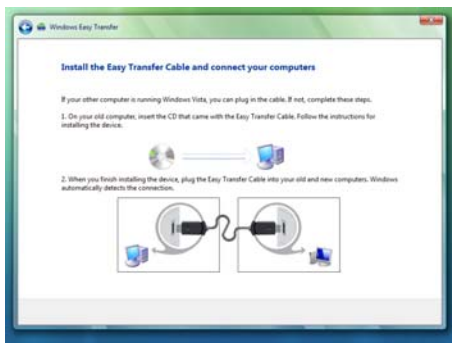 Windows Easy Transfer
Install the Easy Transfer Cable and connect your computers
If your other computer is running Windows Vista, you can plug in the cable. If not, complete these steps.
1. On your old computer, insert the CD that came with the Easy Transfer Cable. Follow the instructions for
installing the device.
2. When you finish installing the device, plug the Easy Transfer Cable into your old and new computers. Windows
automatically detects the connection.